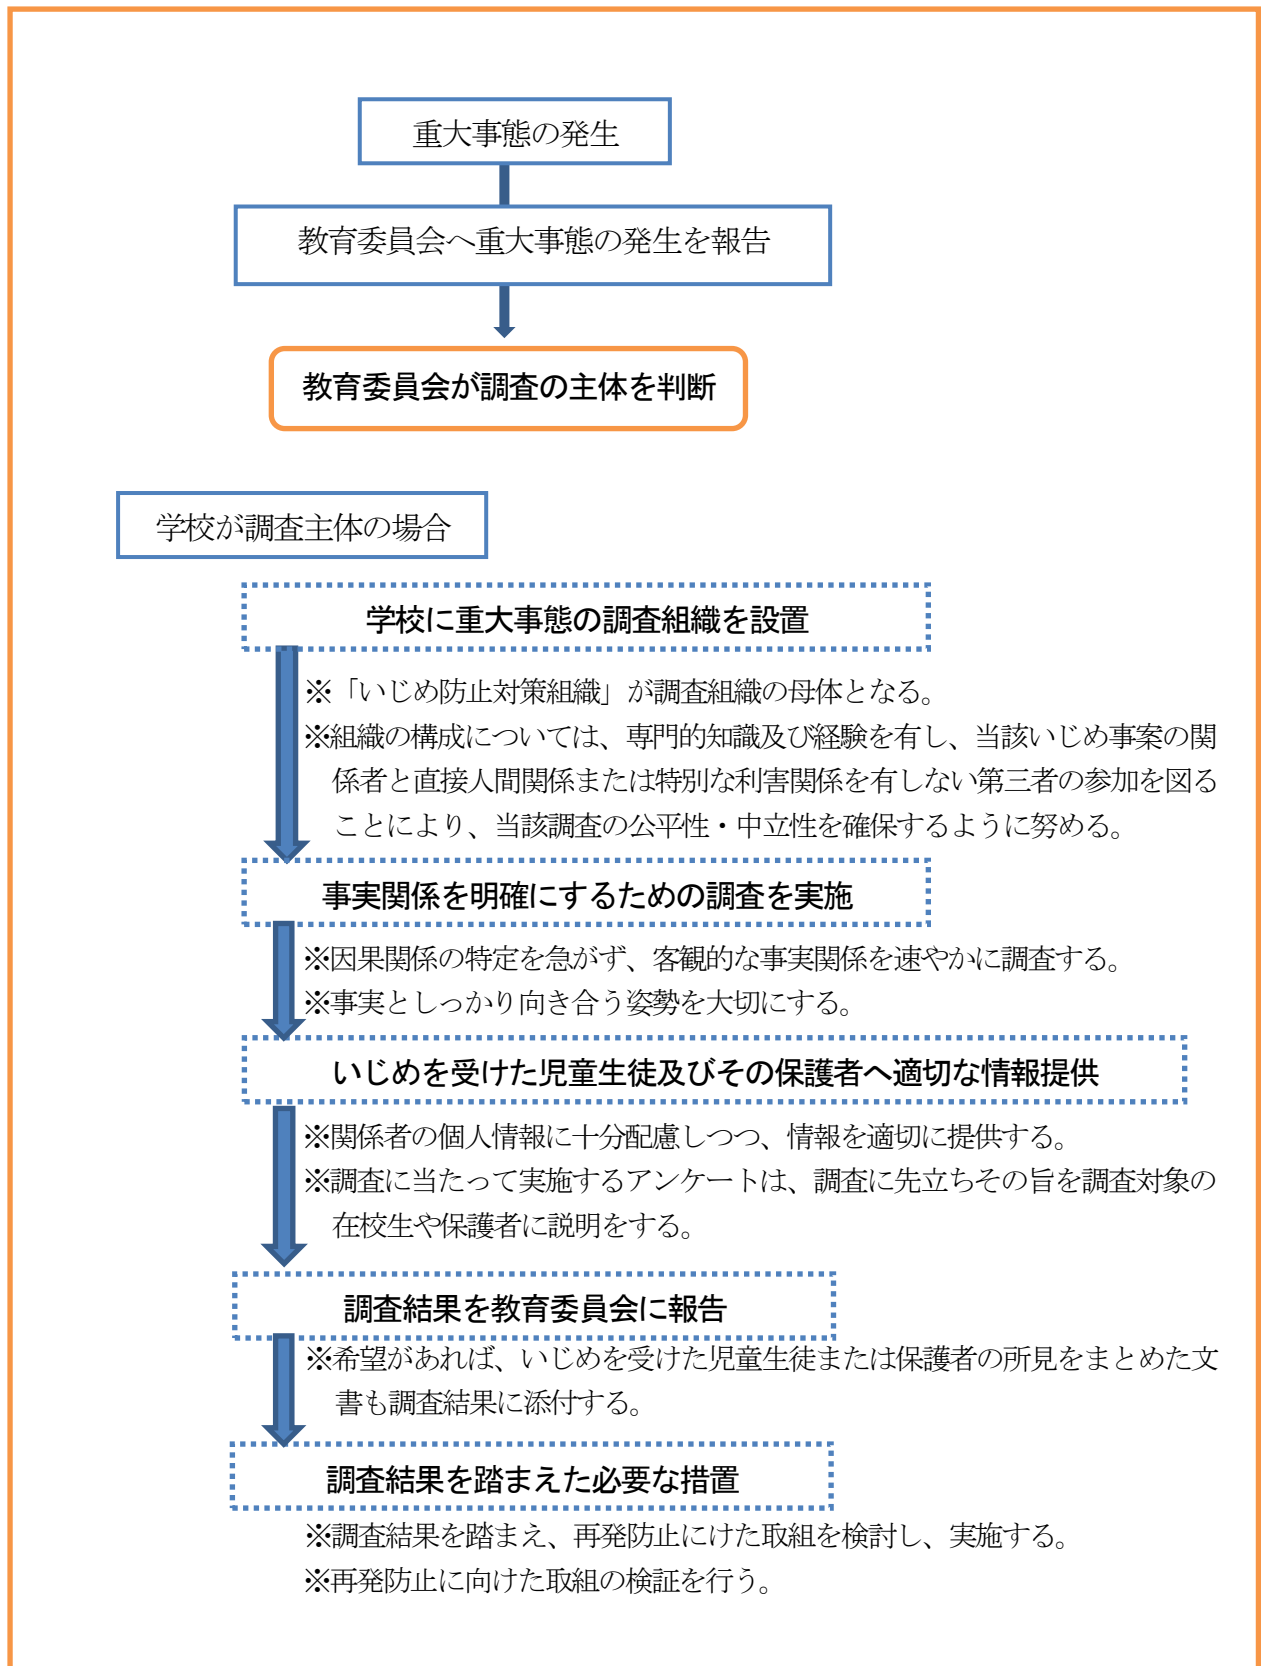 重大事態の発生
教育委員会へ重大事態の発生を報告
教育委員会が調査の主体を判断
学校が調査主体の場合
学校に重大事態の調査組織を設置
※「いじめ防止対策組織」が調査組織の母体となる。
※組織の構成については、専門的知識及び経験を有し、当該いじめ事案の関
係者と直接人間関係または特別な利害関係を有しない第三者の参加を図る
ことにより、当該調査の公平性・中立性を確保するように努める。
事実関係を明確にするための調査を実施
※因果関係の特定を急がず、客観的な事実関係を速やかに調査する。
※事実としっかり向き合う姿勢を大切にする。
いじめを受けた児童生徒及びその保護者へ適切な情報提供
※関係者の個人情報に十分配慮しつつ、情報を適切に提供する。
※調査に当たって実施するアンケートは、調査に先立ちその旨を調査対象の
在校生や保護者に説明をする。
調査結果を教育委員会に報告
※希望があれば、いじめを受けた児童生徒または保護者の所見をまとめた文
書も調査結果に添付する。
調査結果を踏まえた必要な措置
※調査結果を踏まえ、再発防止にけた取組を検討し、実施する。
※再発防止に向けた取組の検証を行う。